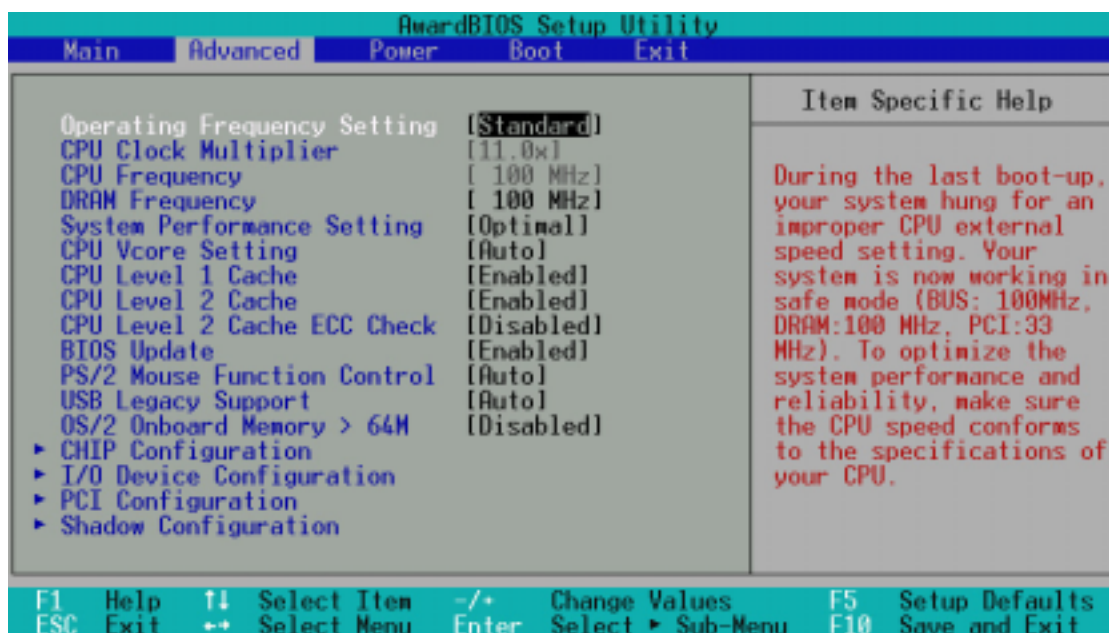 AwardBIOS Setup Utility
Main Advanced Power Boot Exit
Operating Frequency Setting [Standard]
CPU Clock Multiplier [11.0x]
CPU Frequency [ 100 MHz]
DRAM Frequency [ 100 MHz]
System Performance Setting [Optimal]
CPU Vcore Setting [Auto]
CPU Level 1 Cache [Enabled]
CPU Level 2 Cache [Enabled]
CPU Level 2 Cache ECC Check [Disabled]
BIOS Update [Enabled]
PS/2 Mouse Function Control [Auto]
USB Legacy Support [Auto]
OS/2 Onboard Memory > 64M [Disabled]
CHIP Configuration
I/O Device Configuration
PCI Configuration
Shadow Configuration
Item Specific Help
During the last boot-up,
your system hung for an
improper CPU external
speed setting. Your
system is now working in
safe mode (BUS: 100MHz,
DRAM:100 MHz, PCI:33
MHz). To optimize the
system performance and
reliability, make sure
the CPU speed conforms
to the specifications of
your CPU.
F1 Help ↑↓ Select Item -/+ Change Values F5 Setup Defaults
ESC Exit ↔ Select Menu Enter Select ► Sub-Menu F10 Save and Exit